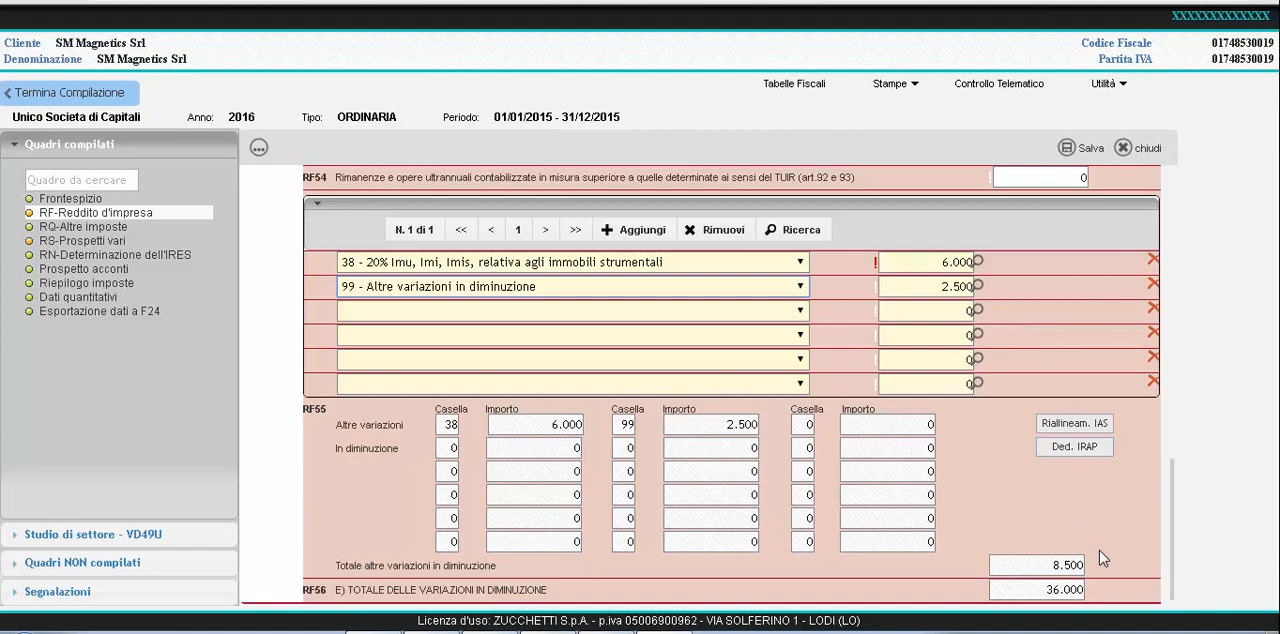 XXXXXXXXXXXXX
Cliente SM Magnetics Srl Codice Fiscale 01748530019
Denominazione SM Magnetics Srl Partita IVA 01748530019
Termina Compilazione Tabelle Fiscali Stampe Controllo Telematico Utilità
Unico Societa di Capitali Anno: 2016 Tipo: ORDINARIA Periodo: 01/01/2015 - 31/12/2015
Quadri compilati Salva chiudi
Quadro da cercare
Frontespizio
RF-Reddito d'impresa
RQ-Altre imposte
RS-Prospetti vari
RN-Determinazione dell'IRES
Prospetto acconti
Riepilogo imposte
Dati quantitativi
Esportazione dati a F24
Studio di settore - VD49U
Quadri NON compilati
Segnalazioni
RF54 Rimanenze e opere ultrannuali contabilizzate in misura superiore a quelle determinate ai sensi del TUIR (art.92 e 93) 0
N. 1 di 1 << < 1 > >> Aggiungi Rimuovi Ricerca
38 - 20% Imu, Imi, Imis, relativa agli immobili strumentali ! 6.000
99 - Altre variazioni in diminuzione 2.500
0
0
0
0
RF55 Casella Importo Casella Importo Casella Importo
Altre variazioni 38 6.000 99 2.500 0 0 Riallineam. IAS
In diminuzione 0 0 0 0 0 0 Ded. IRAP
0 0 0 0 0 0
0 0 0 0 0 0
0 0 0 0 0 0
0 0 0 0 0 0
Totale altre variazioni in diminuzione 8.500
RF56 E) TOTALE DELLE VARIAZIONI IN DIMINUZIONE 36.000
Licenza d'uso: ZUCCHETTI S.p.A. - p.iva 05006900962 - VIA SOLFERINO 1 - LODI (LO)